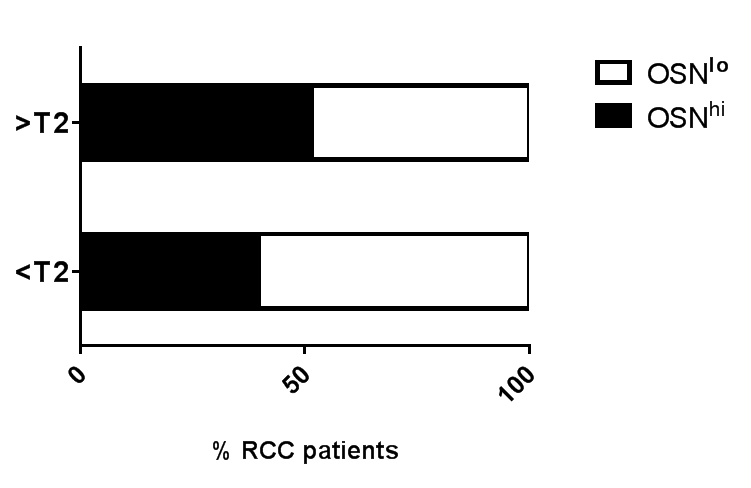 OSNlo
OSNhi
>T2
<T2
0
50
100
% RCC patients